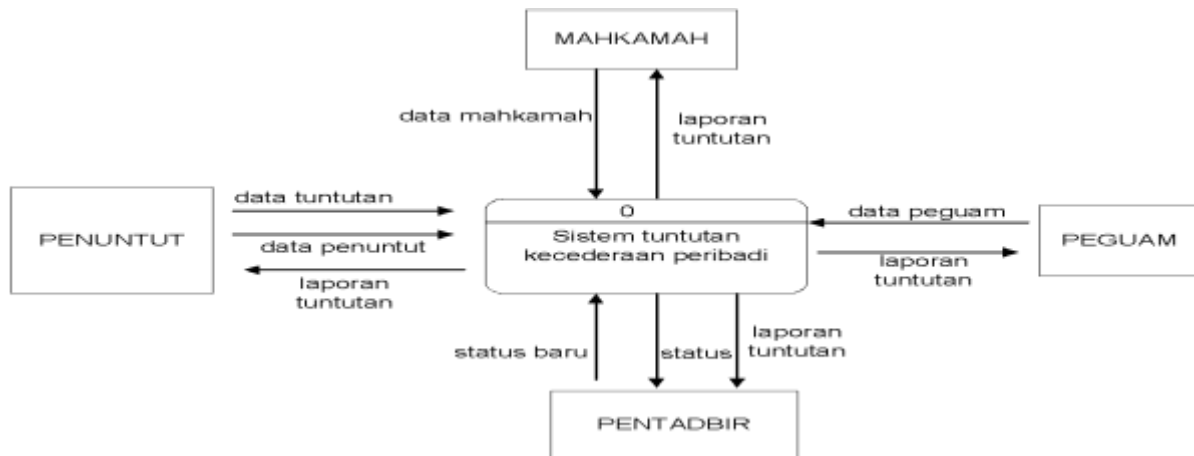 MAHKAMAH
data mahkamah
laporan
tuntutan
data tuntutan
PENUNTUT
data penuntut
laporan
tuntutan
0
Sistem tuntutan
kecederaan peribadi
data peguam
PEGUAM
laporan
tuntutan
status baru
status
laporan
tuntutan
PENTADBIR